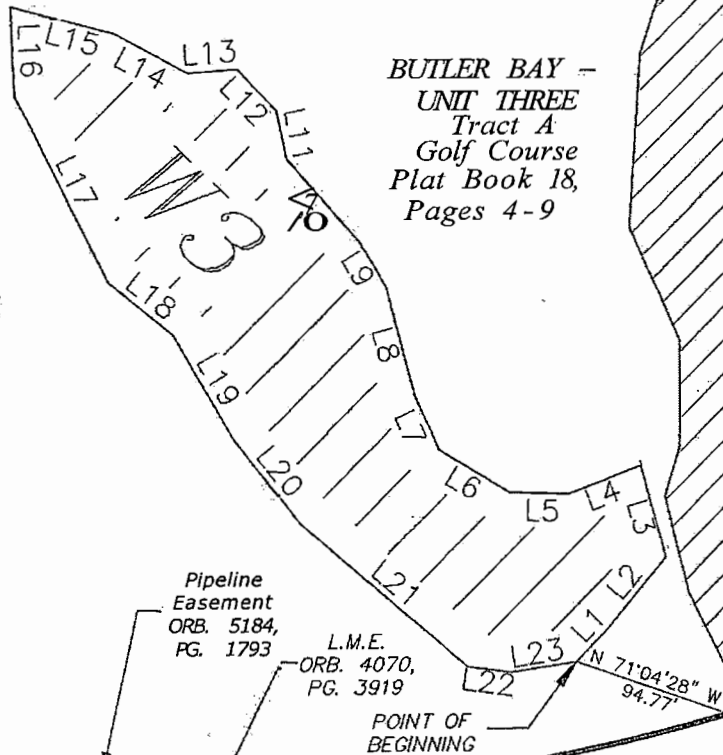 L15
L16
L14
L13
L12
L11
BUTLER BAY -
UNIT THREE
Tract A
Golf Course
Plat Book 18,
Pages 4-9
W3
L17
L9
L18
L8
L19
L7
L20
L6
L5
L4
L3
L21
L2
L1
L23
L22
N 71°04'28" W
94.77'
Pipeline
Easement
ORB. 5184,
PG. 1793
L.M.E.
ORB. 4070,
PG. 3919
POINT OF
BEGINNING